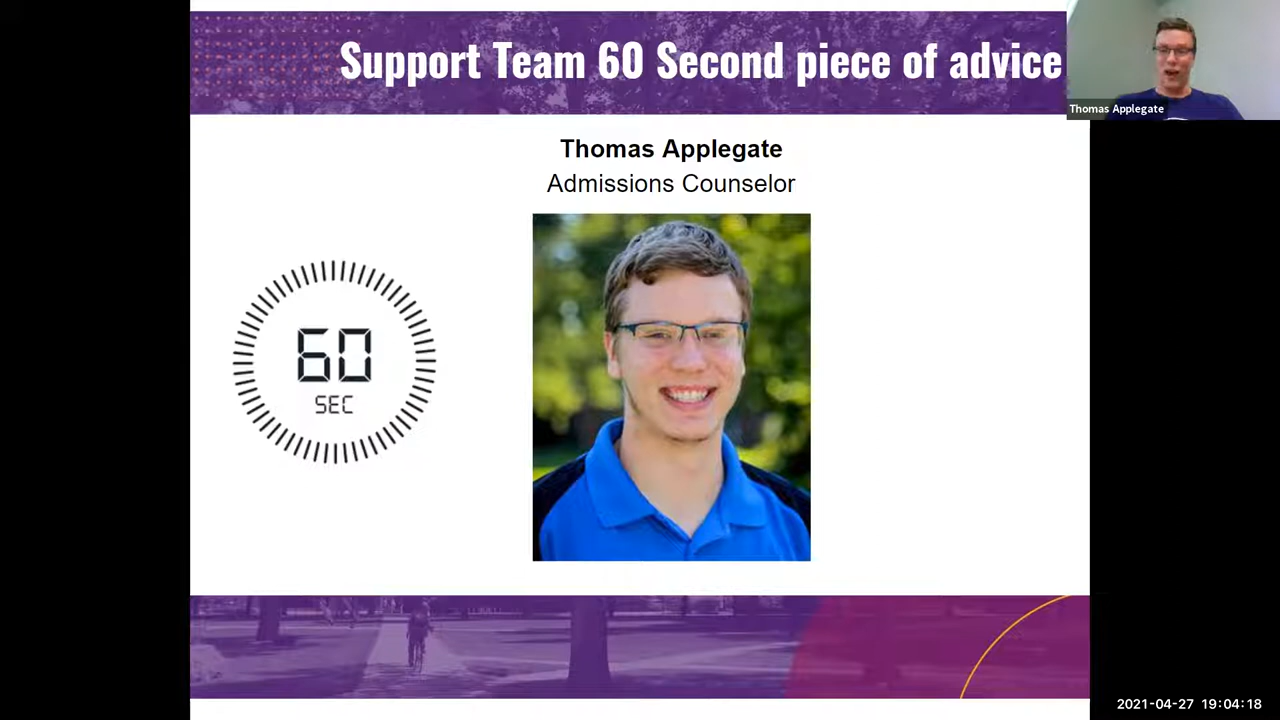 Support Team 60 Second piece of advice
Thomas Applegate
Thomas Applegate
Admissions Counselor
60
SEC
2021-04-27 19:04:18